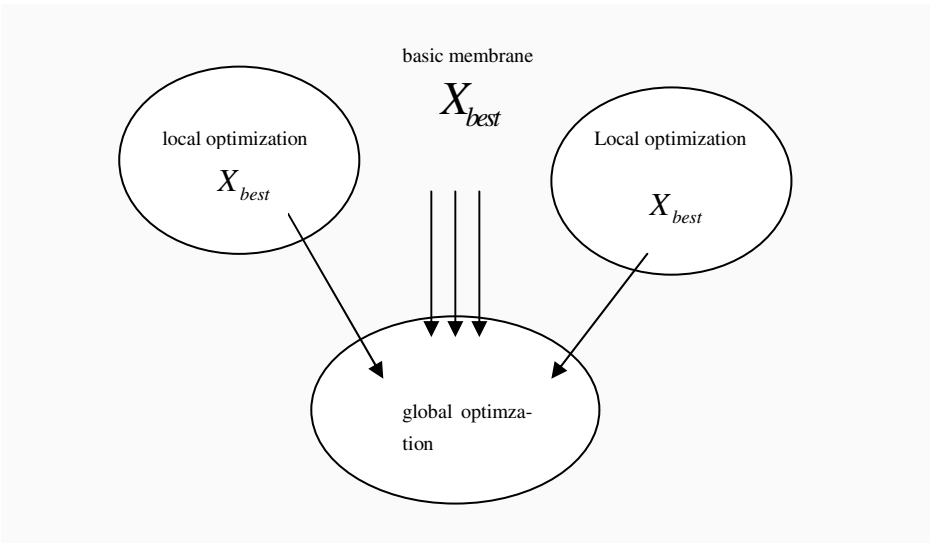 basic membrane
X_best
local optimization
X_best
Local optimization
X_best
global optimza-
tion